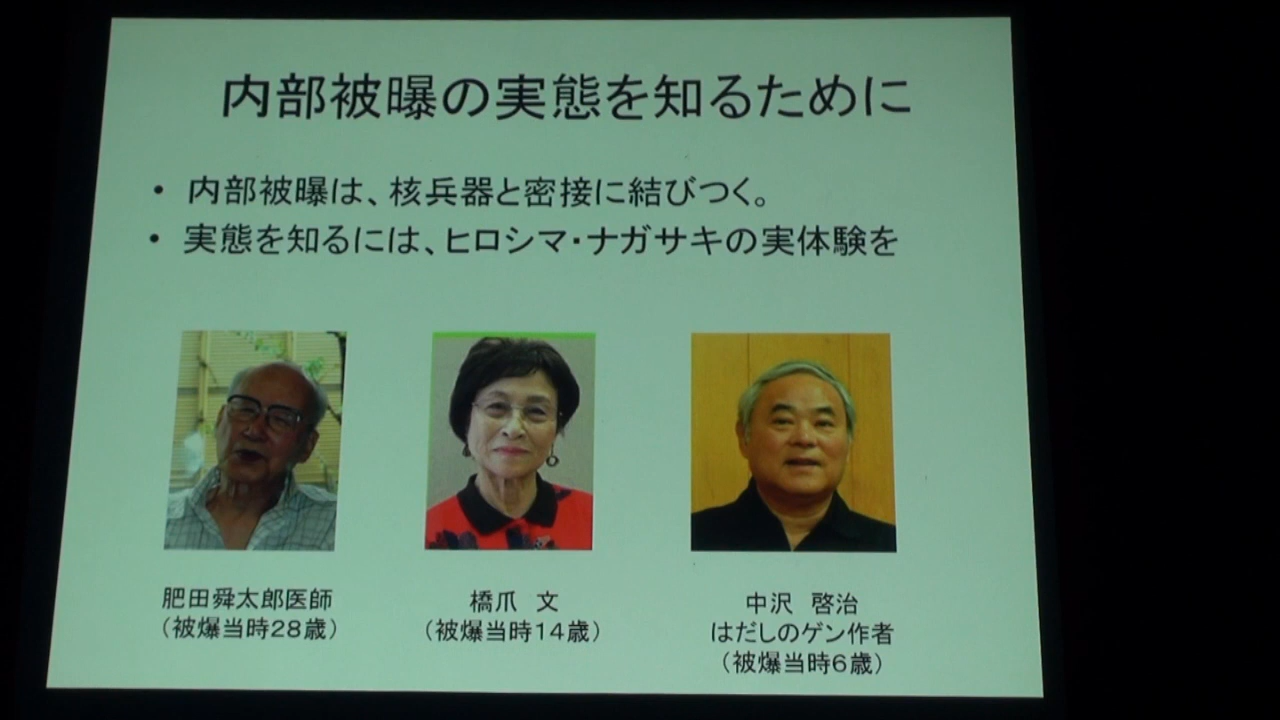 内部被曝の実態を知るために
• 内部被曝は、核兵器と密接に結びつく。
• 実態を知るには、ヒロシマ・ナガサキの実体験を
肥田舜太郎医師
（被爆当時28歳）
橋爪　文
（被爆当時14歳）
中沢　啓治
はだしのゲン作者
（被爆当時6歳）